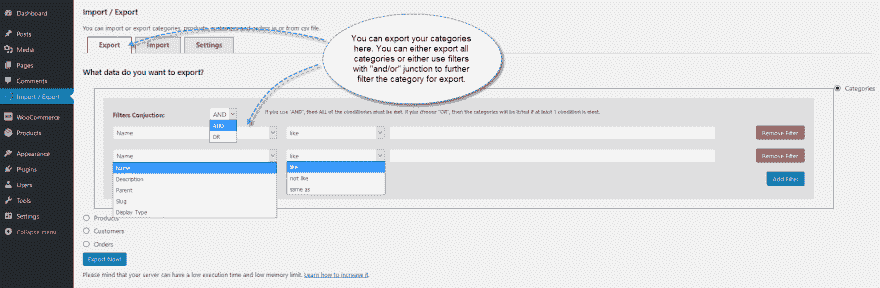 Dashboard
Posts
Media
Pages
Comments
Import / Export
WooCommerce
Products
Appearance
Plugins
Users
Tools
Settings
Collapse menu
Import / Export
You can import or export categories, products, customers and orders in or from csv file.
Export
Import
Settings
You can export your categories
here. You can either export all
categories or either use filters
with "and/or" junction to further
filter the category for export.
What data do you want to export?
Categories
Filters Conjuction:
AND
If you use "AND", then ALL of the conditions must be met. If you choose "OR", then the categories will be listed if at least 1 condition is meet.
AND
OR
Name
like
Remove Filter
Name
like
Remove Filter
Name
Description
Parent
Slug
Display Type
like
not like
same as
Add Filter
Products
Customers
Orders
Export Now!
Please mind that your server can have a low execution time and low memory limit. Learn how to increase it.